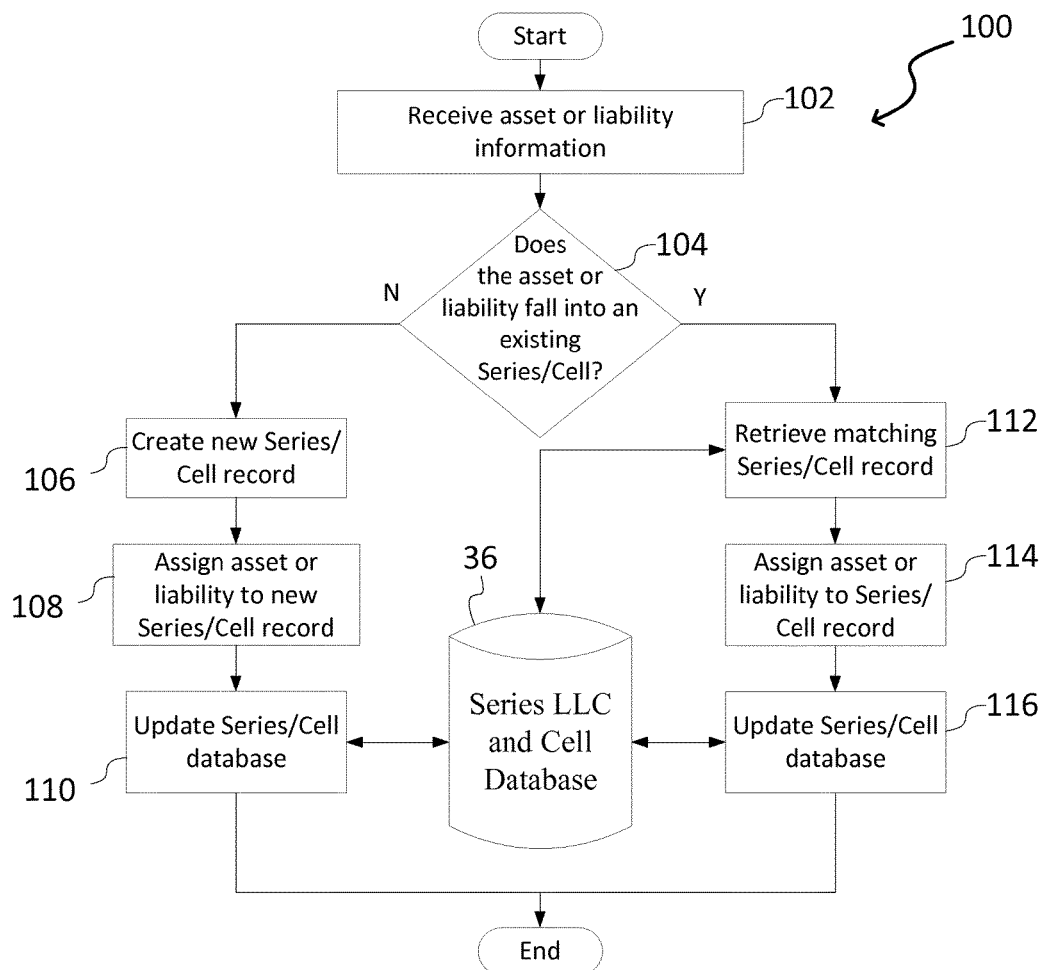 Start
100
Receive asset or liability
information
102
Does
the asset or
liability fall into an
existing
Series/Cell?
104
N
Y
Create new Series/
Cell record
106
Retrieve matching
Series/Cell record
112
Assign asset or
liability to new
Series/Cell record
108
36
Assign asset or
liability to Series/
Cell record
114
Update Series/Cell
database
110
Series LLC
and Cell
Database
Update Series/Cell
database
116
End